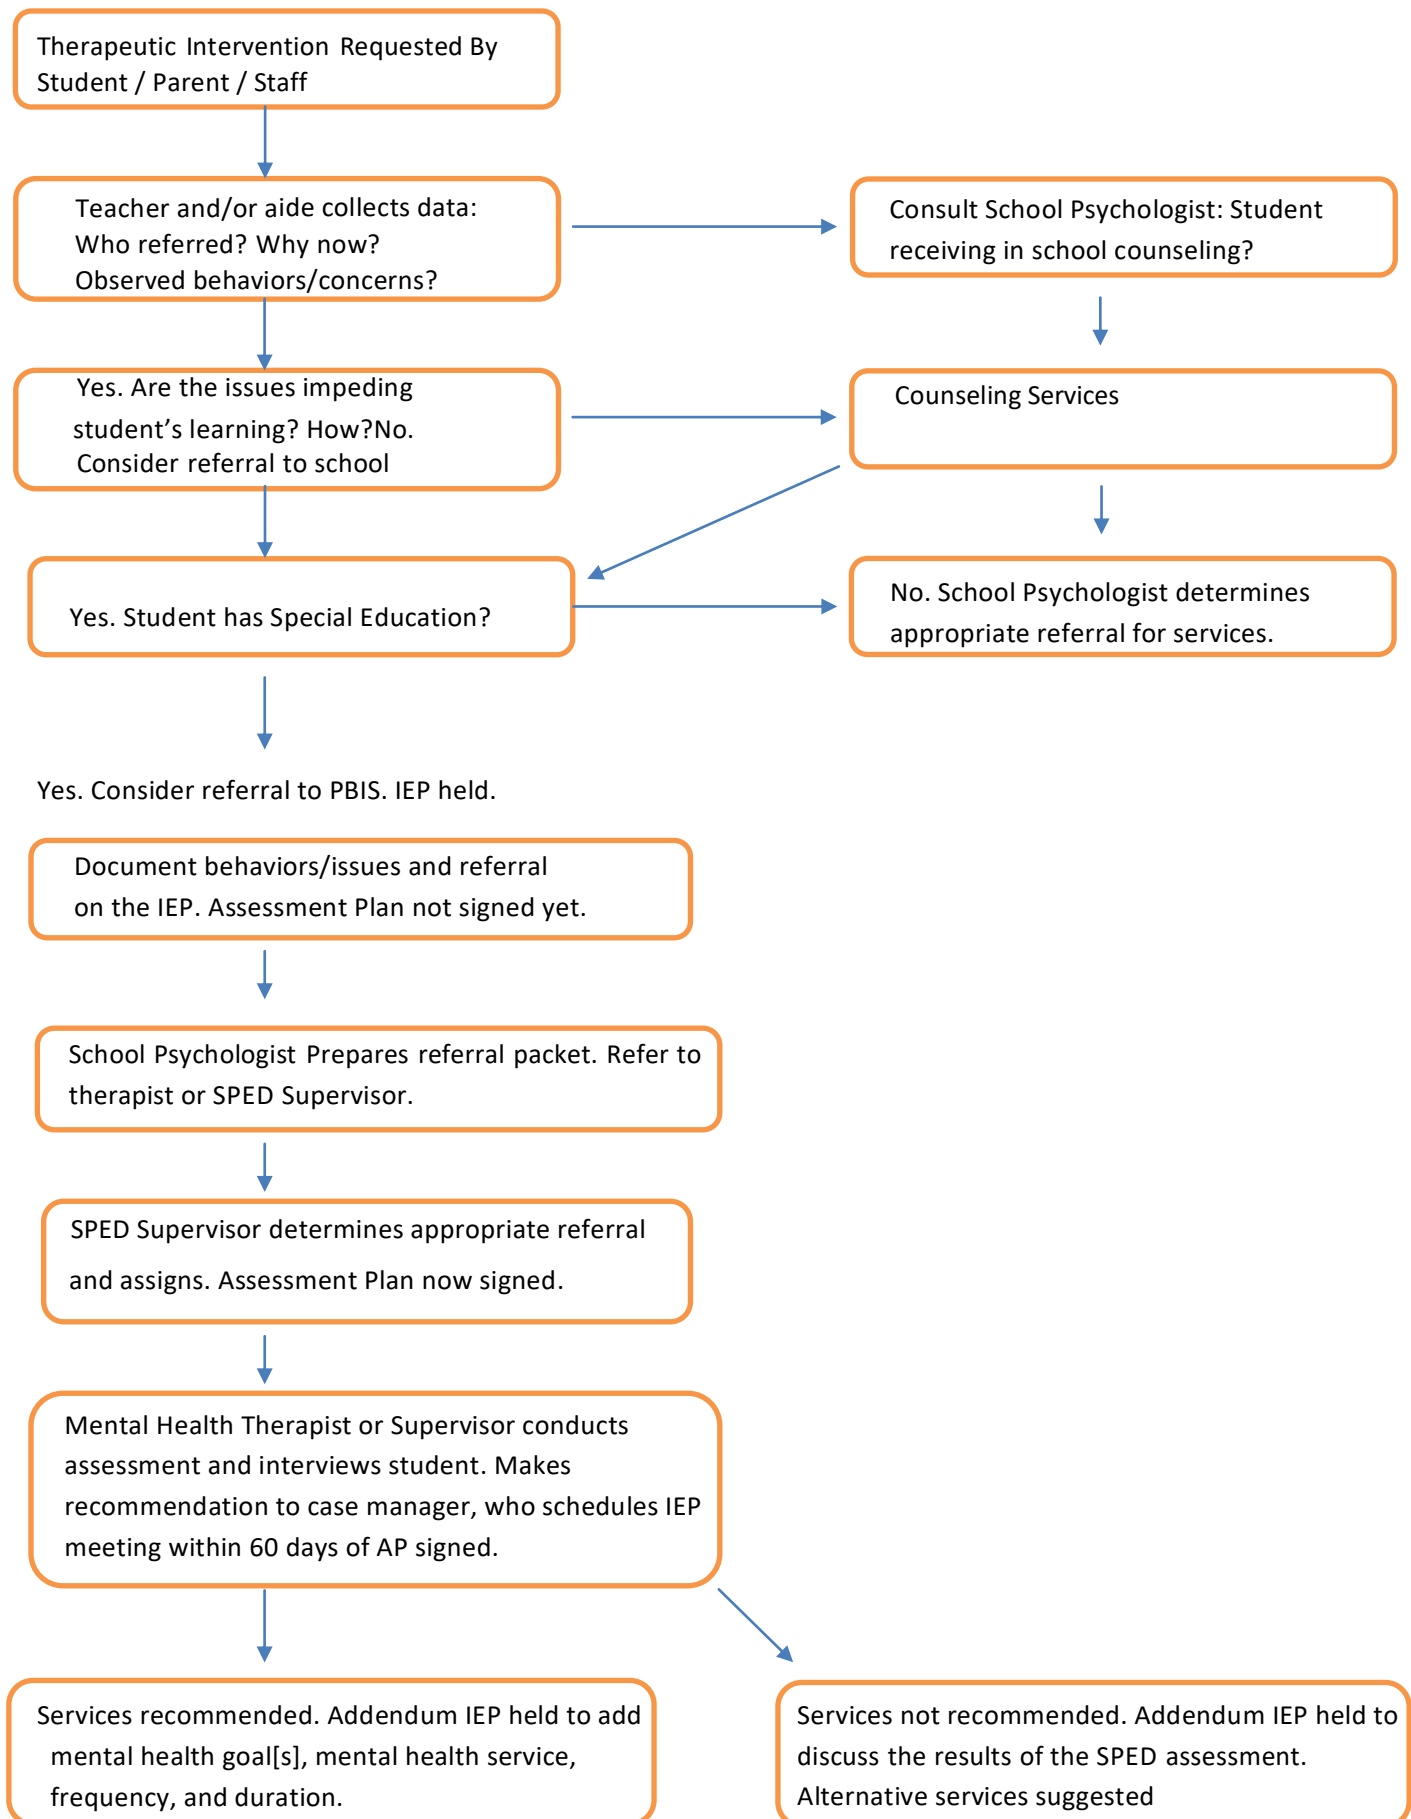 Therapeutic Intervention Requested By
Student / Parent / Staff
Teacher and/or aide collects data:
Who referred? Why now?
Observed behaviors/concerns?
Consult School Psychologist: Student
receiving in school counseling?
Yes. Are the issues impeding
student’s learning? How?No.
Consider referral to school
Counseling Services
Yes. Student has Special Education?
No. School Psychologist determines
appropriate referral for services.
Yes. Consider referral to PBIS. IEP held.
Document behaviors/issues and referral
on the IEP. Assessment Plan not signed yet.
School Psychologist Prepares referral packet. Refer to
therapist or SPED Supervisor.
SPED Supervisor determines appropriate referral
and assigns. Assessment Plan now signed.
Mental Health Therapist or Supervisor conducts
assessment and interviews student. Makes
recommendation to case manager, who schedules IEP
meeting within 60 days of AP signed.
Services recommended. Addendum IEP held to add
mental health goal[s], mental health service,
frequency, and duration.
Services not recommended. Addendum IEP held to
discuss the results of the SPED assessment.
Alternative services suggested